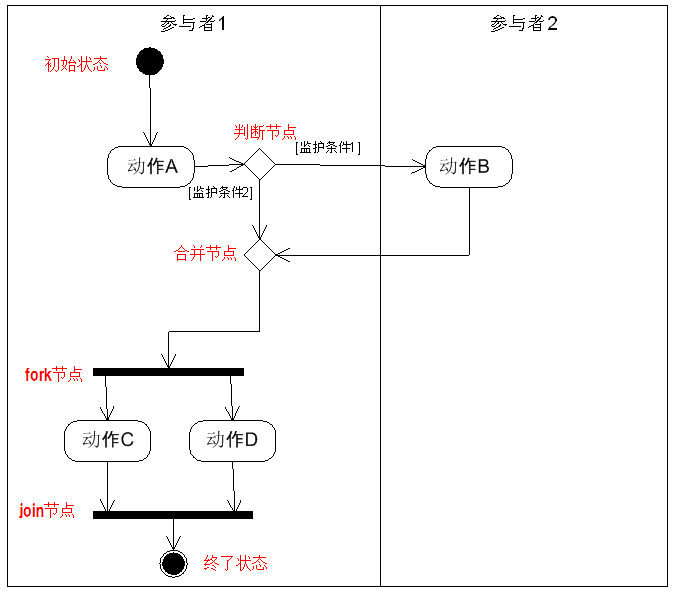 参与者1
参与者2
初始状态
判断节点
[监护条件1 ]
动作A
动作B
[监护条件2]
合并节点
fork节点
动作C
动作D
join节点
终了状态